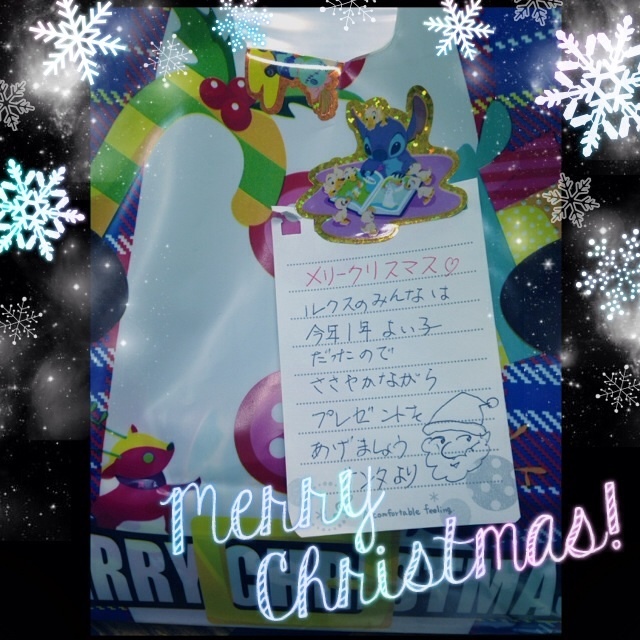 メリークリスマス♡
ルクスのみんなは
今年1年よい子
だったので
ささやかながら
プレゼントを
あげましょう
ンタより
comfortable feeling
Merry
Christmas!
RRY CHRISTMA